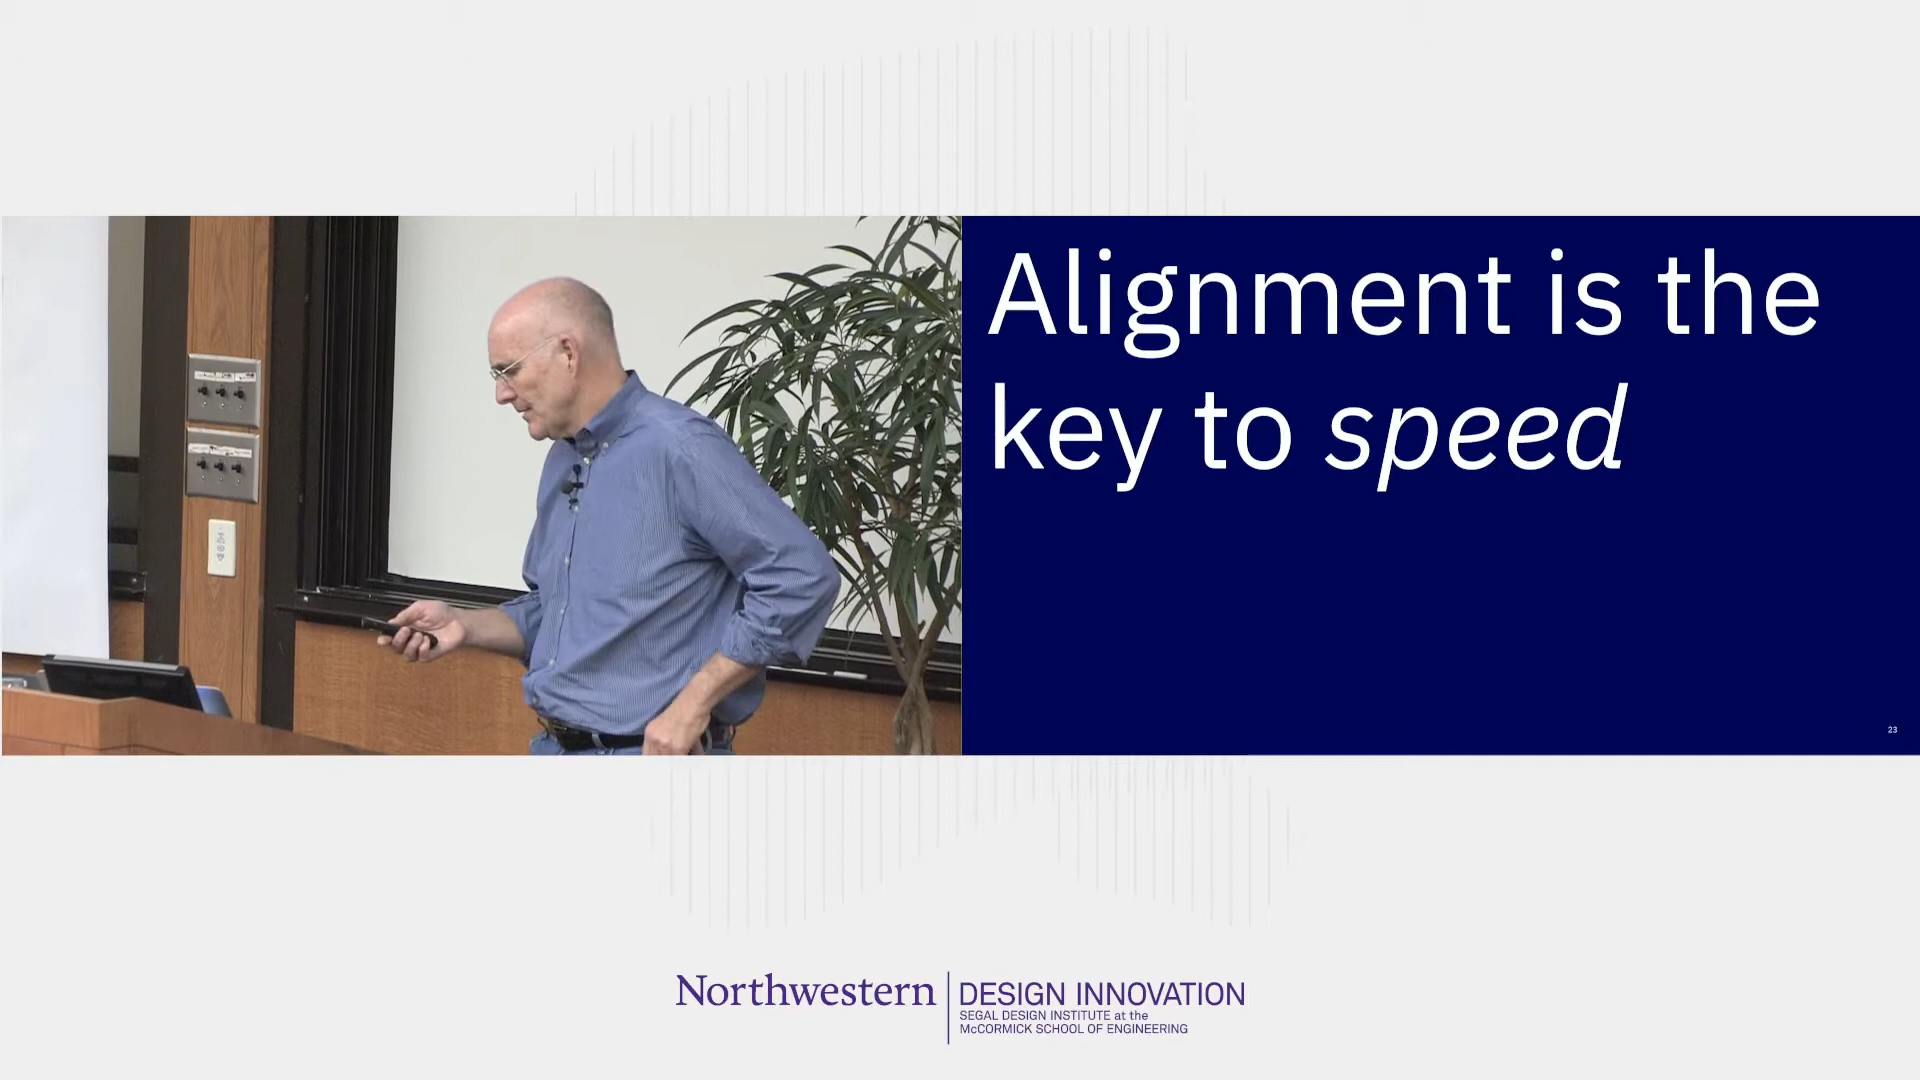 Alignment is the
key to speed
23
Northwestern
DESIGN INNOVATION
SEGAL DESIGN INSTITUTE at the
McCORMICK SCHOOL OF ENGINEERING